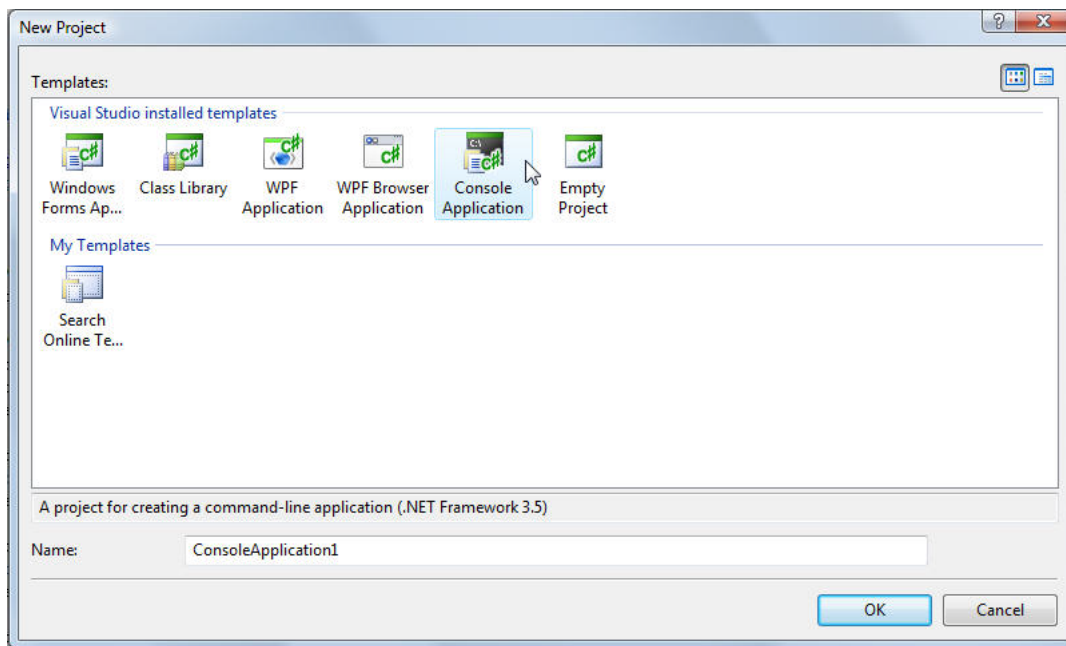 New Project
Templates:
Visual Studio installed templates
Windows Forms Ap...
Class Library
WPF Application
WPF Browser Application
Console Application
Empty Project
My Templates
Search Online Te...
A project for creating a command-line application (.NET Framework 3.5)
Name:
ConsoleApplication1
OK
Cancel